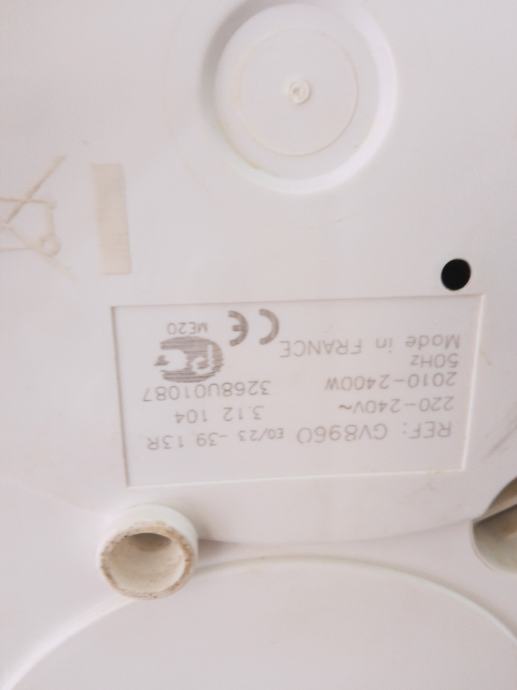 REF: GV8960 E0/23 -39 13R
220-240V~ 3.12 104
2010-2400W 3268U01087
50Hz
Made in FRANCE
CE
ME20